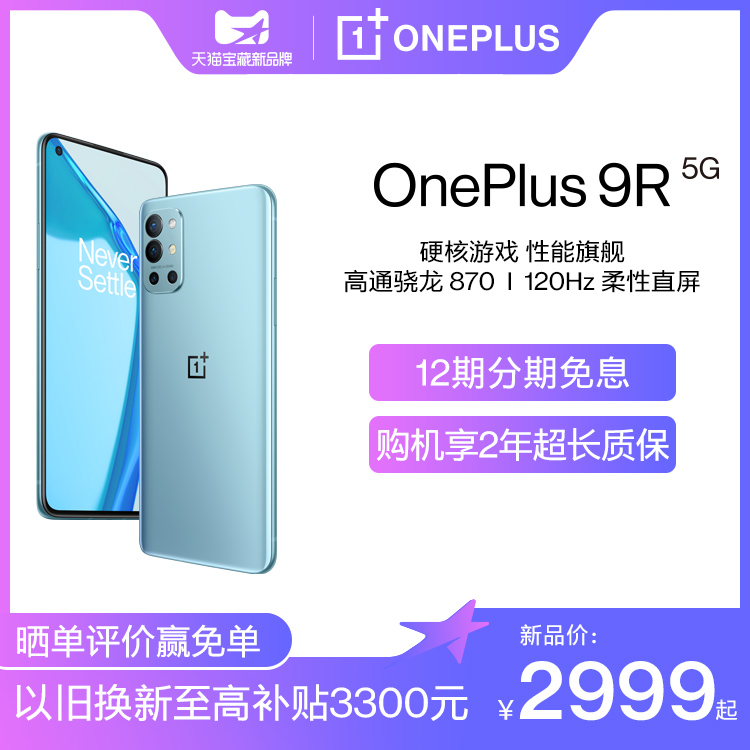 天猫宝藏新品牌
1+ ONEPLUS
OnePlus 9R 5G
硬核游戏 性能旗舰
高通骁龙 870 | 120Hz 柔性直屏
Never
Settle
12期分期免息
购机享2年超长质保
晒单评价赢免单
以旧换新至高补贴3300元
新品价:
¥2999起